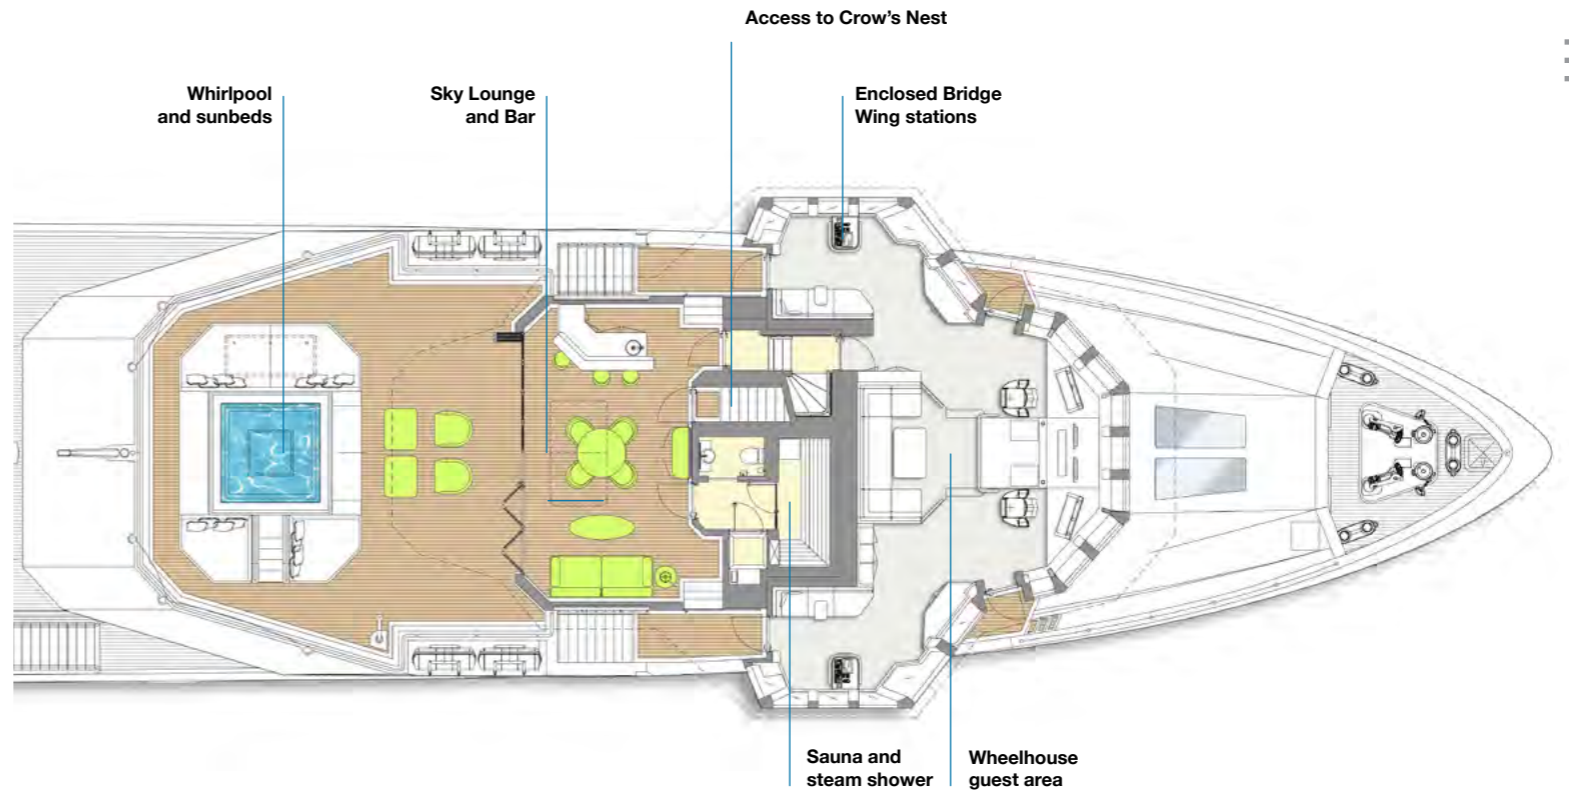 Access to Crow’s Nest
Whirlpool
and sunbeds
Sky Lounge
and Bar
Enclosed Bridge
Wing stations
Sauna and
steam shower
Wheelhouse
guest area